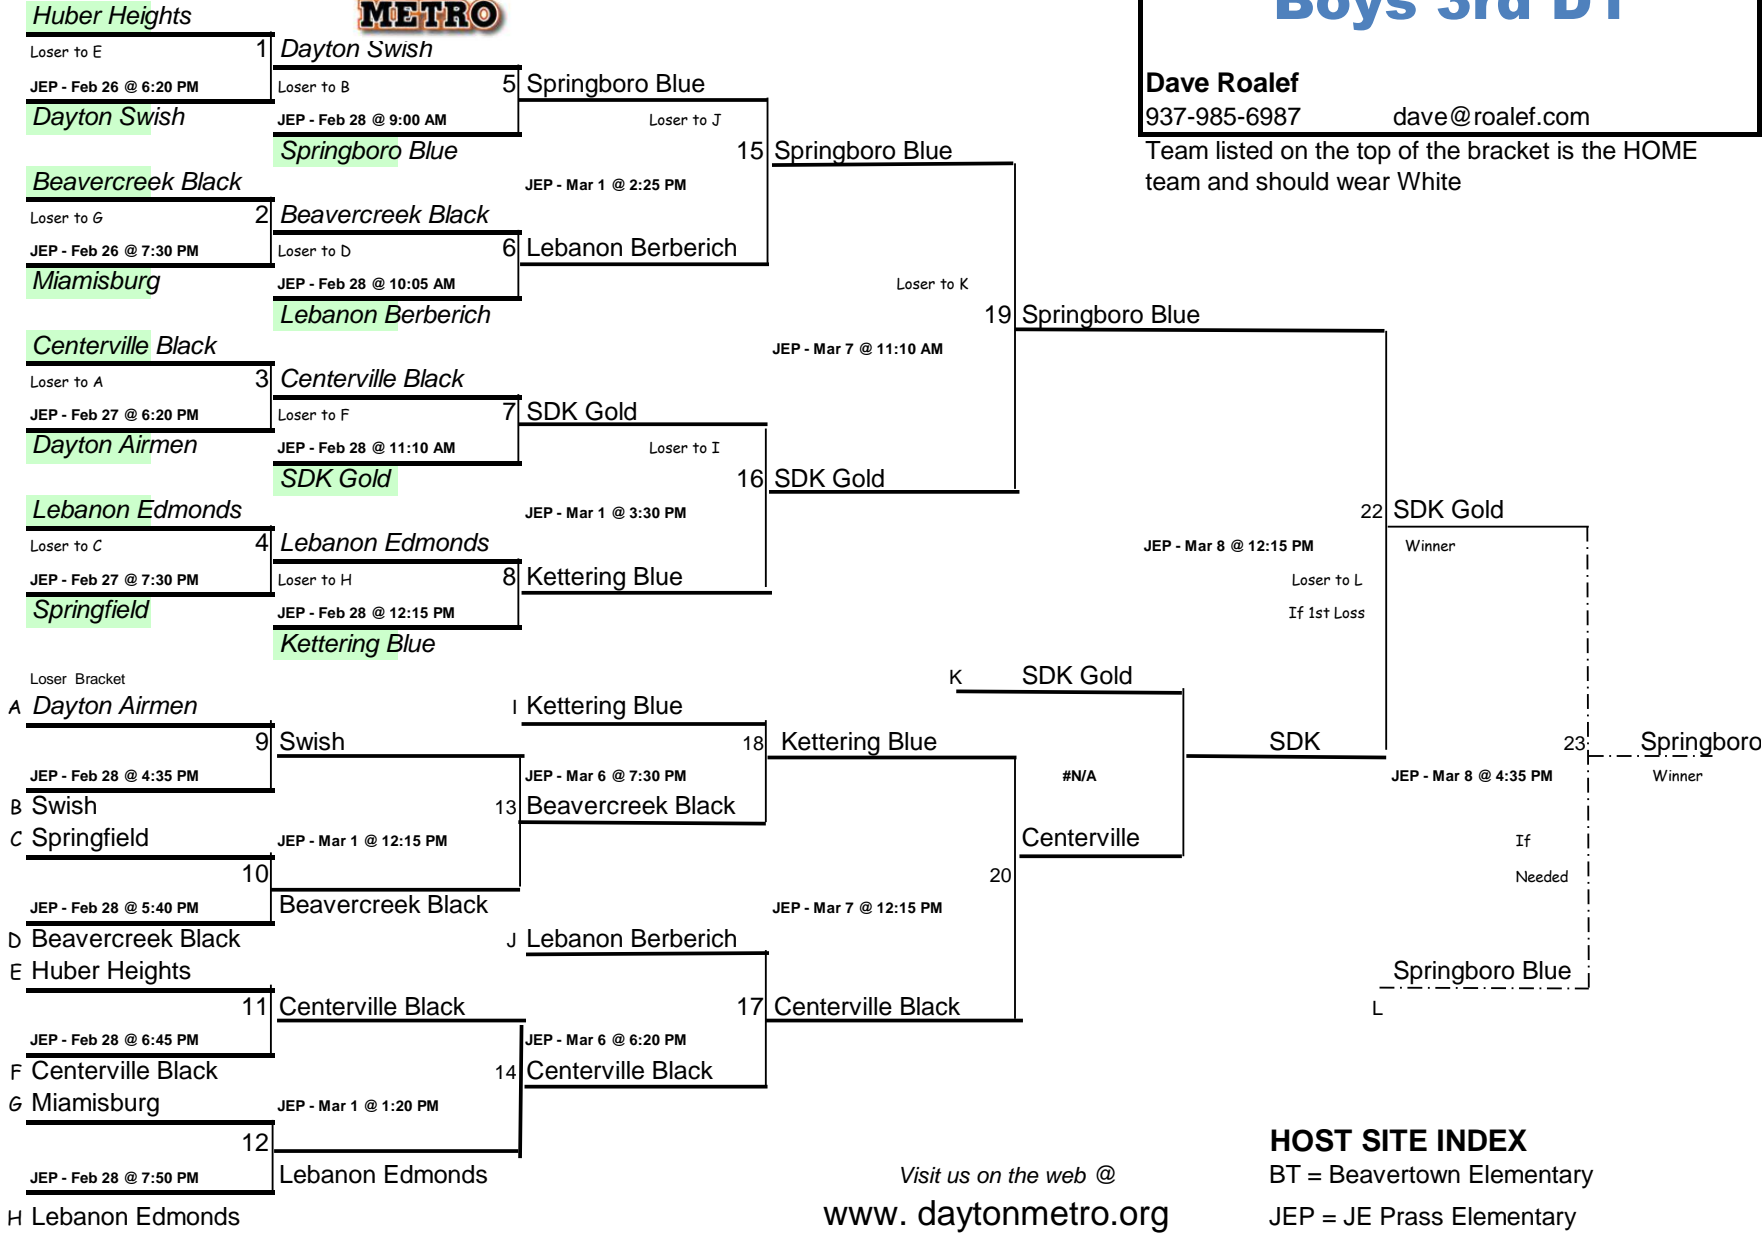 Huber Heights
METRO
Boys 3rd D1
Loser to E
1
Dayton Swish
JEP - Feb 26 @ 6:20 PM
Loser to B
5
Springboro Blue
Dave Roalef
Dayton Swish
JEP - Feb 28 @ 9:00 AM
Loser to J
937-985-6987
dave@roalef.com
Springboro Blue
15
Springboro Blue
Team listed on the top of the bracket is the HOME
team and should wear White
Beavercreek Black
JEP - Mar 1 @ 2:25 PM
Loser to G
2
Beavercreek Black
JEP - Feb 26 @ 7:30 PM
Loser to D
6
Lebanon Berberich
Miamisburg
JEP - Feb 28 @ 10:05 AM
Loser to K
Lebanon Berberich
19
Springboro Blue
Centerville Black
JEP - Mar 7 @ 11:10 AM
Loser to A
3
Centerville Black
JEP - Feb 27 @ 6:20 PM
Loser to F
7
SDK Gold
Dayton Airmen
JEP - Feb 28 @ 11:10 AM
Loser to I
SDK Gold
16
SDK Gold
Lebanon Edmonds
JEP - Mar 1 @ 3:30 PM
22
SDK Gold
Loser to C
4
Lebanon Edmonds
JEP - Mar 8 @ 12:15 PM
Winner
JEP - Feb 27 @ 7:30 PM
Loser to H
8
Kettering Blue
Loser to L
Springfield
JEP - Feb 28 @ 12:15 PM
If 1st Loss
Kettering Blue
Loser Bracket
K
SDK Gold
A
Dayton Airmen
I
Kettering Blue
9
Swish
18
Kettering Blue
SDK
23
Springboro
JEP - Feb 28 @ 4:35 PM
JEP - Mar 6 @ 7:30 PM
#N/A
JEP - Mar 8 @ 4:35 PM
Winner
B
Swish
13
Beavercreek Black
C
Springfield
JEP - Mar 1 @ 12:15 PM
Centerville
If
10
20
Needed
JEP - Feb 28 @ 5:40 PM
Beavercreek Black
JEP - Mar 7 @ 12:15 PM
D
Beavercreek Black
J
Lebanon Berberich
E
Huber Heights
Springboro Blue
11
Centerville Black
17
Centerville Black
L
JEP - Feb 28 @ 6:45 PM
JEP - Mar 6 @ 6:20 PM
F
Centerville Black
14
Centerville Black
G
Miamisburg
JEP - Mar 1 @ 1:20 PM
12
HOST SITE INDEX
JEP - Feb 28 @ 7:50 PM
Lebanon Edmonds
Visit us on the web @
BT = Beavertown Elementary
H
Lebanon Edmonds
www. daytonmetro.org
JEP = JE Prass Elementary